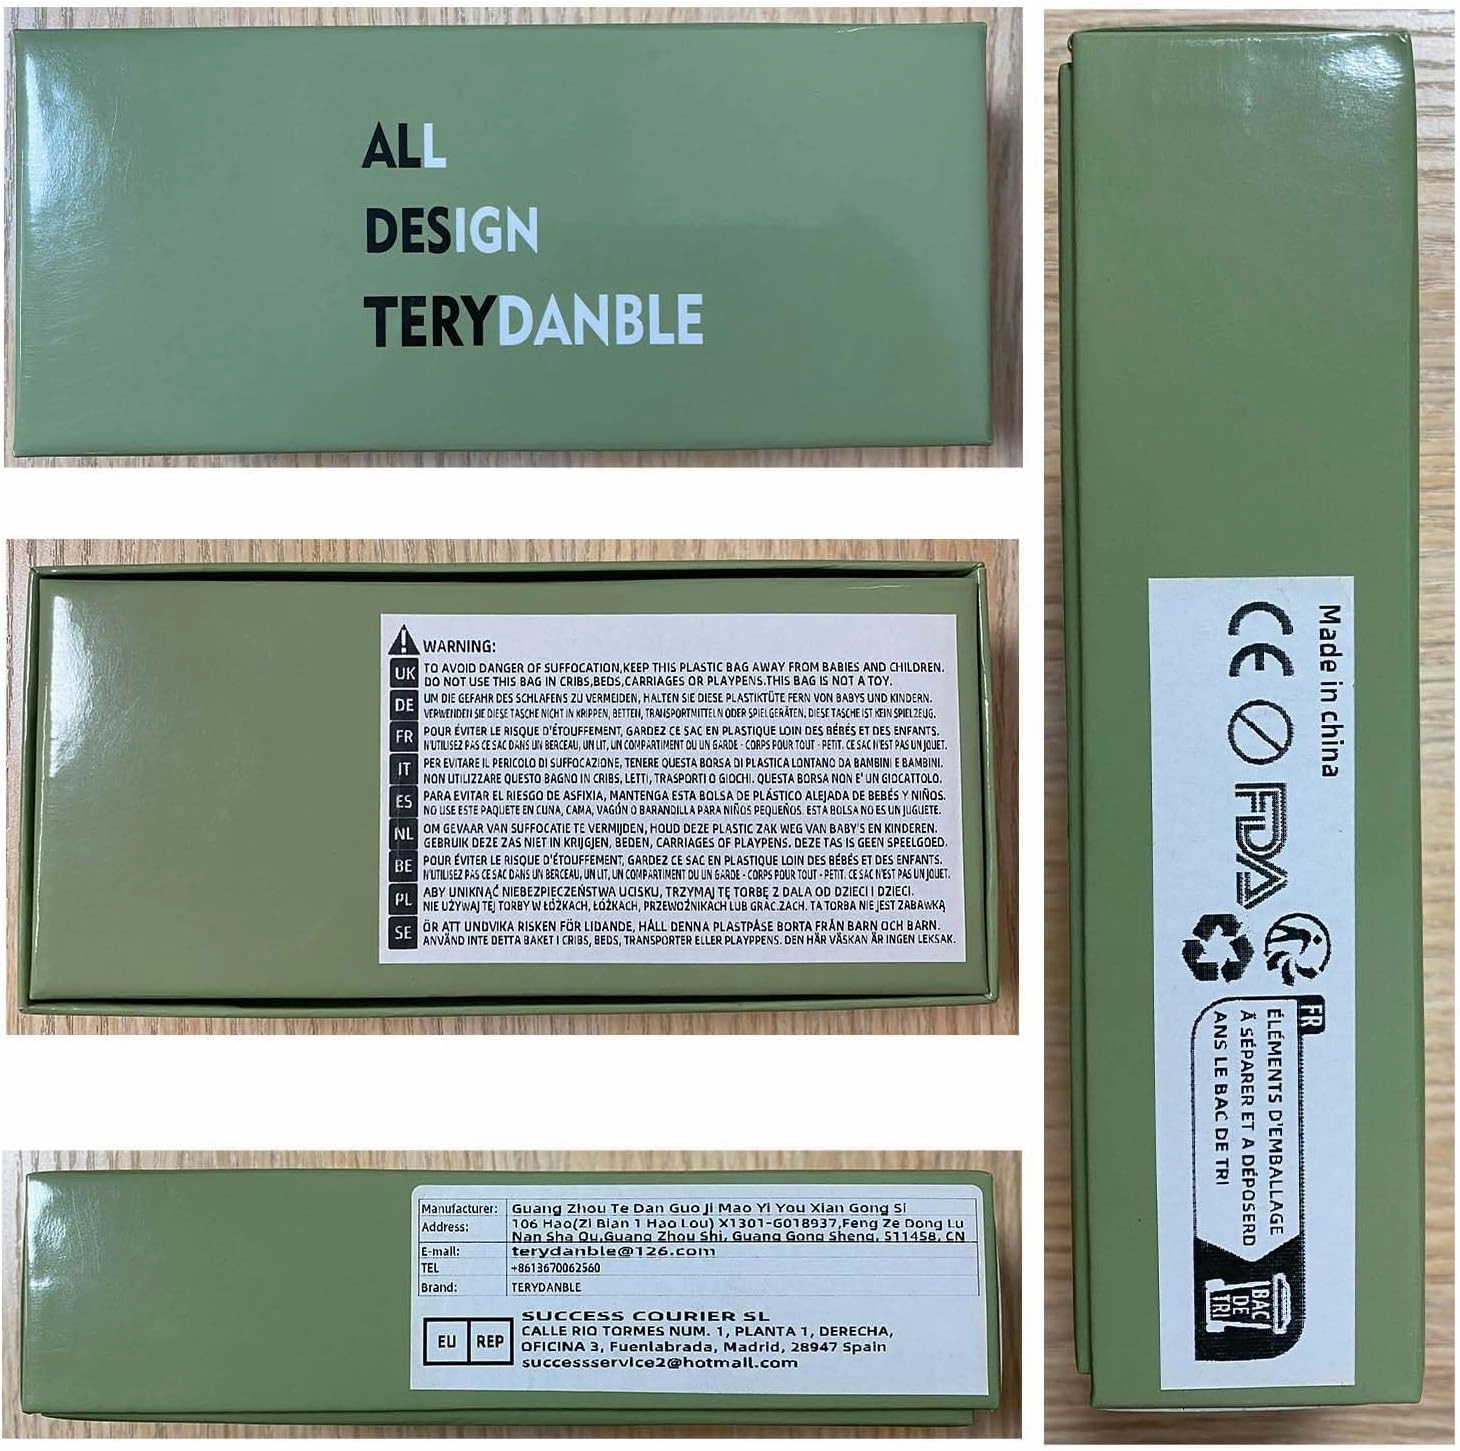 ALL
DESIGN
TERYDANBLE
WARNING:
UK
TO AVOID DANGER OF SUFFOCATION,KEEP THIS PLASTIC BAG AWAY FROM BABIES AND CHILDREN.
DO NOT USE THIS BAG IN CRIBS,BEDS,CARRIAGES OR PLAYPENS.THIS BAG IS NOT A TOY.
DE
UM DIE GEFAHR DES SCHLAFENS ZU VERMEIDEN, HALTEN SIE DIESE PLASTIKTÜTE FERN VON BABYS UND KINDERN.
VERWENDEN SIE DIESE TASCHE NICHT IN KRIPPEN, BETTEN, TRANSPORTMITTELN ODER SPIELGERÄTEN, DIESE TASCHE IST KEIN SPIELZEUG.
FR
POUR ÉVITER LE RISQUE D'ÉTOUFFEMENT, GARDEZ CE SAC EN PLASTIQUE LOIN DES BÉBÉS ET DES ENFANTS.
N'UTILISEZ PAS CE SAC DANS UN BERCEAU, UN LIT, UN COMPARTIMENT OU UN GARDE - CORPS POUR TOUT - PETIT. CE SAC N'EST PAS UN JOUET.
IT
PER EVITARE IL PERICOLO DI SUFFOCAZIONE, TENERE QUESTA BORSA DI PLASTICA LONTANO DA BAMBINI E BAMBINI.
NON UTILIZZARE QUESTO BAGNO IN CRIBS, LETTI, TRASPORTI O GIOCHI. QUESTA BORSA NON E' UN GIOCATTOLO.
ES
PARA EVITAR EL RIESGO DE ASFIXIA, MANTENGA ESTA BOLSA DE PLÁSTICO ALEJADA DE BEBÉS Y NIÑOS.
NO USE ESTE PAQUETE EN CUNA, CAMA, VAGÓN O BARANDILLA PARA NIÑOS PEQUEÑOS. ESTA BOLSA NO ES UN JUGUETE.
NL
OM GEVAAR VAN SUFFOCATIE TE VERMIJDEN, HOUD DEZE PLASTIC ZAK WEG VAN BABY'S EN KINDEREN.
GEBRUIK DEZE ZAS NIET IN KRIJGJEN, BEDEN, CARRIAGES OF PLAYPENS. DEZE TAS IS GEEN SPEELGOED.
BE
POUR ÉVITER LE RISQUE D'ÉTOUFFEMENT, GARDEZ CE SAC EN PLASTIQUE LOIN DES BÉBÉS ET DES ENFANTS.
N'UTILISEZ PAS CE SAC DANS UN BERCEAU, UN LIT, UN COMPARTIMENT OU UN GARDE - CORPS POUR TOUT - PETIT. CE SAC N'EST PAS UN JOUET.
PL
ABY UNIKNĄĆ NIEBEZPIECZEŃSTWA UCISKU, TRZYMAJ TĘ TORBĘ Z DALA OD DZIECI I DZIECI.
NIE UŻYWAJ TEJ TORBY W ŁÓŻKACH, ŁÓŻKACH, PRZEWOŹNIKACH LUB GRAC.ZACH. TA TORBA NIE JEST ZABAWKĄ
SE
ÖR ATT UNDVIKA RISKEN FÖR LIDANDE, HÅLL DENNA PLASTPÅSE BORTA FRÅN BARN OCH BARN.
ANVÄND INTE DETTA BAKET I CRIBS, BEDS, TRANSPORTER ELLER PLAYPPENS. DEN HÄR VÄSKAN ÄR INGEN LEKSAK.
Manufacturer: Guang Zhou Te Dan Guo Ji Mao Yi You Xian Gong Si
Address: 106 Hao(Zi Bian 1 Hao Lou) X1301-G018937,Feng Ze Dong Lu
Nan Sha Qu,Guang Zhou Shi, Guang Gong Sheng, 511458, CN
E-mail: terydanble@126.com
TEL +8613670062560
Brand: TERYDANBLE
EU REP
SUCCESS COURIER SL
CALLE RIO TORMES NUM. 1, PLANTA 1, DERECHA,
OFICINA 3, Fuenlabrada, Madrid, 28947 Spain
successservice2@hotmail.com
Made in china
CE
FDA
FR
ÉLÉMENTS D'EMBALLAGE
À SÉPARER ET A DÉPOSERD
ANS LE BAC DE TRI
BAC
DE
TRI